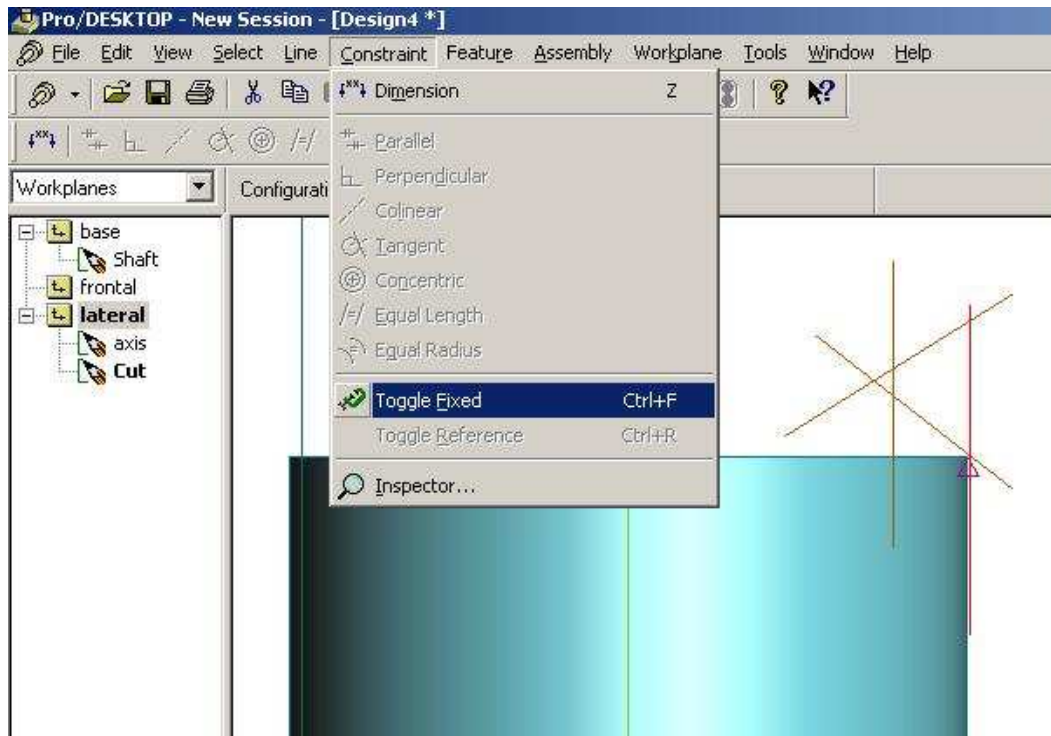 Pro/DESKTOP - New Session - [Design4 *]
File Edit View Select Line Constraint Feature Assembly Workplane Tools Window Help
Dimension Z
Parallel
Perpendicular
Workplanes
Configurati
Colinear
base
Shaft
Tangent
frontal
Concentric
lateral
Equal Length
axis
Equal Radius
Cut
Toggle Fixed Ctrl+F
Toggle Reference Ctrl+R
Inspector...